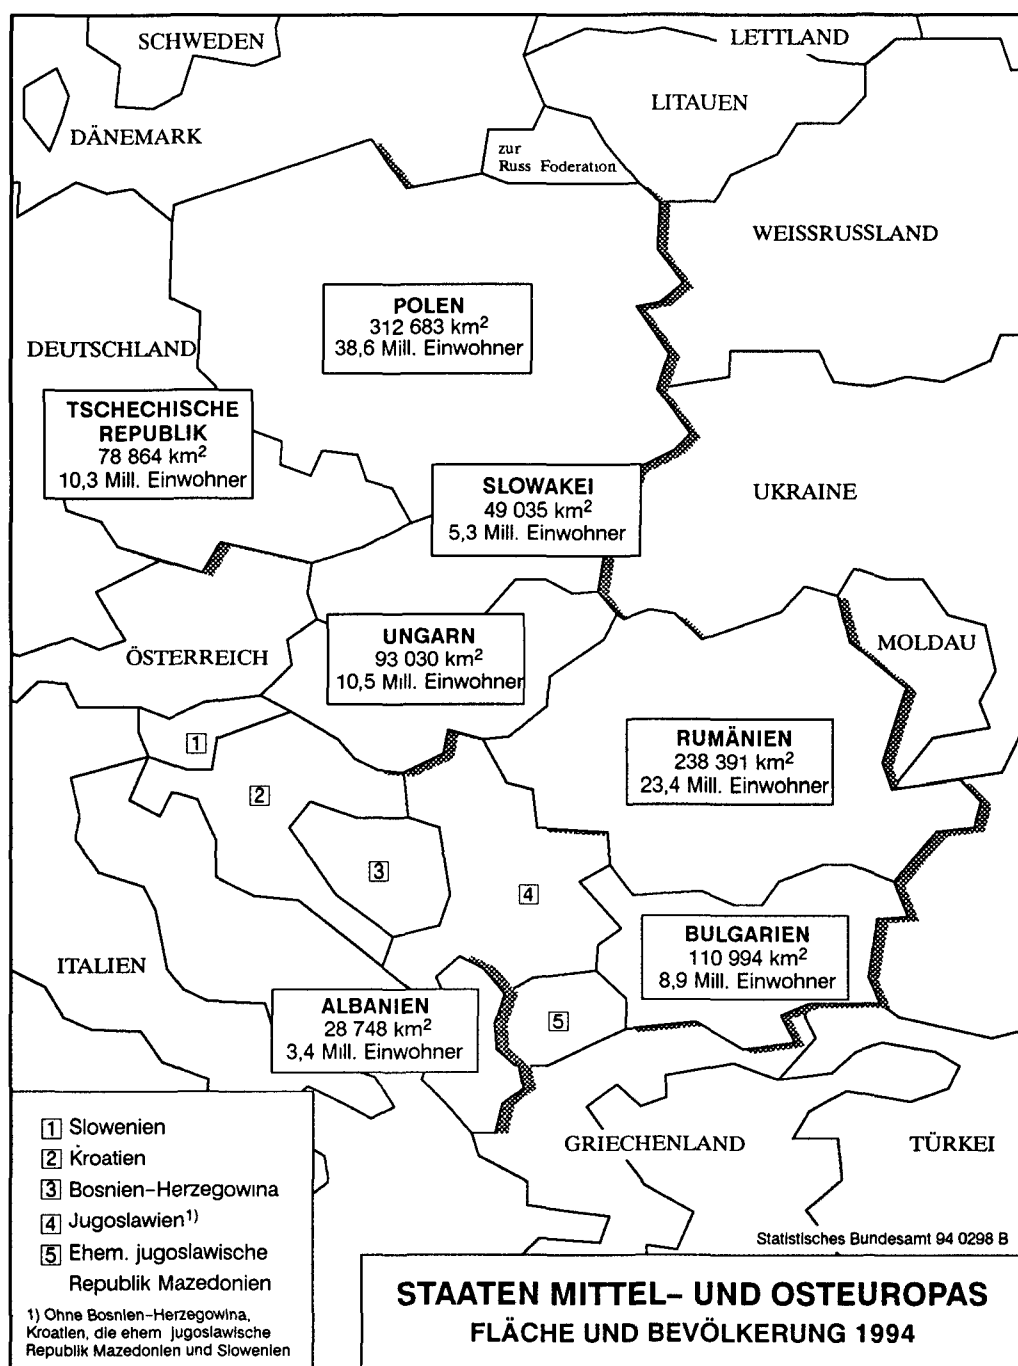 SCHWEDEN
LETTLAND
LITAUEN
DÄNEMARK
zur
Russ Foderation
WEISSRUSSLAND
POLEN
312 683 km²
38,6 Mill. Einwohner
DEUTSCHLAND
TSCHECHISCHE
REPUBLIK
78 864 km²
10,3 Mill. Einwohner
SLOWAKEI
49 035 km²
5,3 Mill. Einwohner
UKRAINE
UNGARN
93 030 km²
10,5 Mill. Einwohner
ÖSTERREICH
MOLDAU
RUMÄNIEN
238 391 km²
23,4 Mill. Einwohner
1
2
3
4
BULGARIEN
110 994 km²
8,9 Mill. Einwohner
ITALIEN
ALBANIEN
28 748 km²
3,4 Mill. Einwohner
5
GRIECHENLAND
TÜRKEI
1 Slowenien
2 Kroatien
3 Bosnien-Herzegowina
4 Jugoslawien¹⁾
5 Ehem. jugoslawische
Republik Mazedonien
1) Ohne Bosnien-Herzegowina,
Kroatien, die ehem jugoslawische
Republik Mazedonien und Slowenien
Statistisches Bundesamt 94 0298 B
STAATEN MITTEL- UND OSTEUROPAS
FLÄCHE UND BEVÖLKERUNG 1994